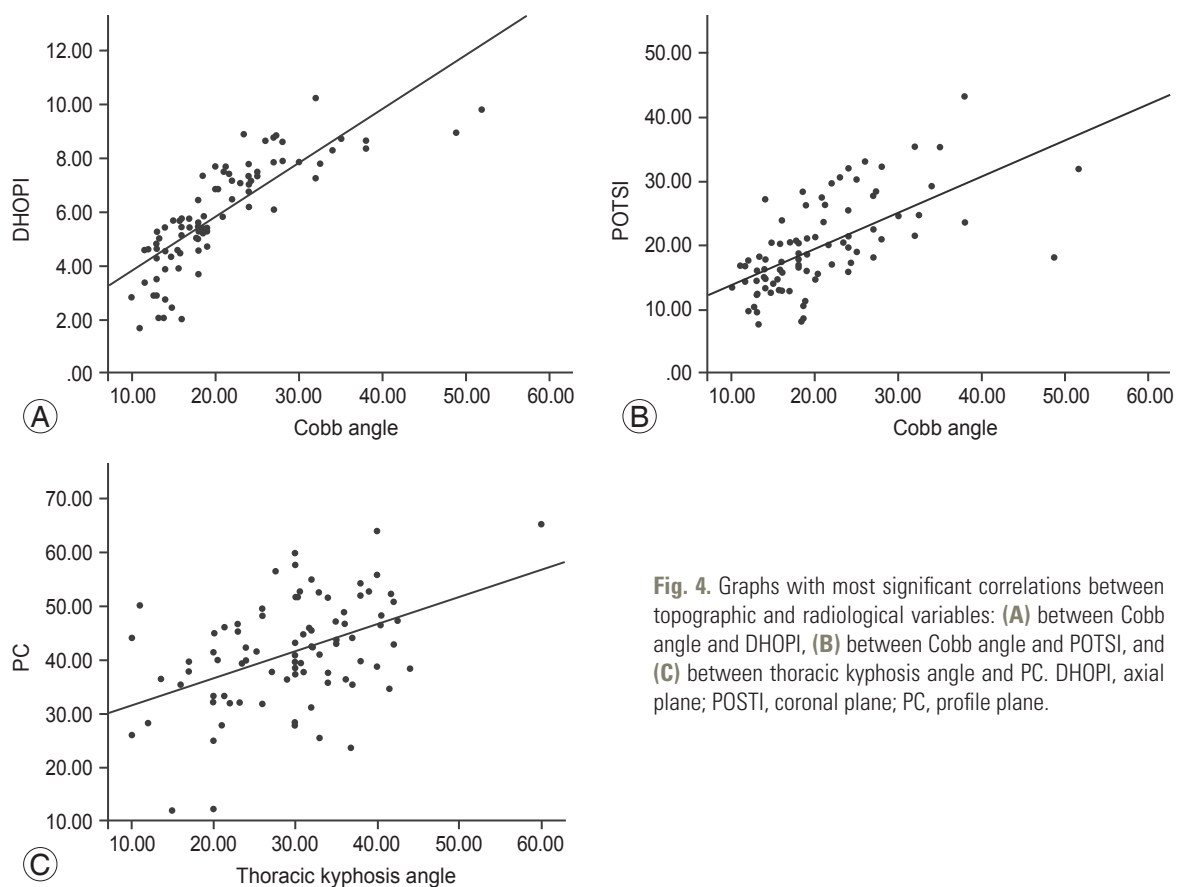 12.00
10.00
8.00
6.00
4.00
2.00
.00
DHOPI
10.00 20.00 30.00 40.00 50.00 60.00
Cobb angle
A
50.00
40.00
30.00
20.00
10.00
.00
POTSI
10.00 20.00 30.00 40.00 50.00 60.00
Cobb angle
B
70.00
60.00
50.00
40.00
30.00
20.00
10.00
PC
10.00 20.00 30.00 40.00 50.00 60.00
Thoracic kyphosis angle
C
Fig. 4. Graphs with most significant correlations between
topographic and radiological variables: (A) between Cobb
angle and DHOPI, (B) between Cobb angle and POTSI, and
(C) between thoracic kyphosis angle and PC. DHOPI, axial
plane; POSTI, coronal plane; PC, profile plane.